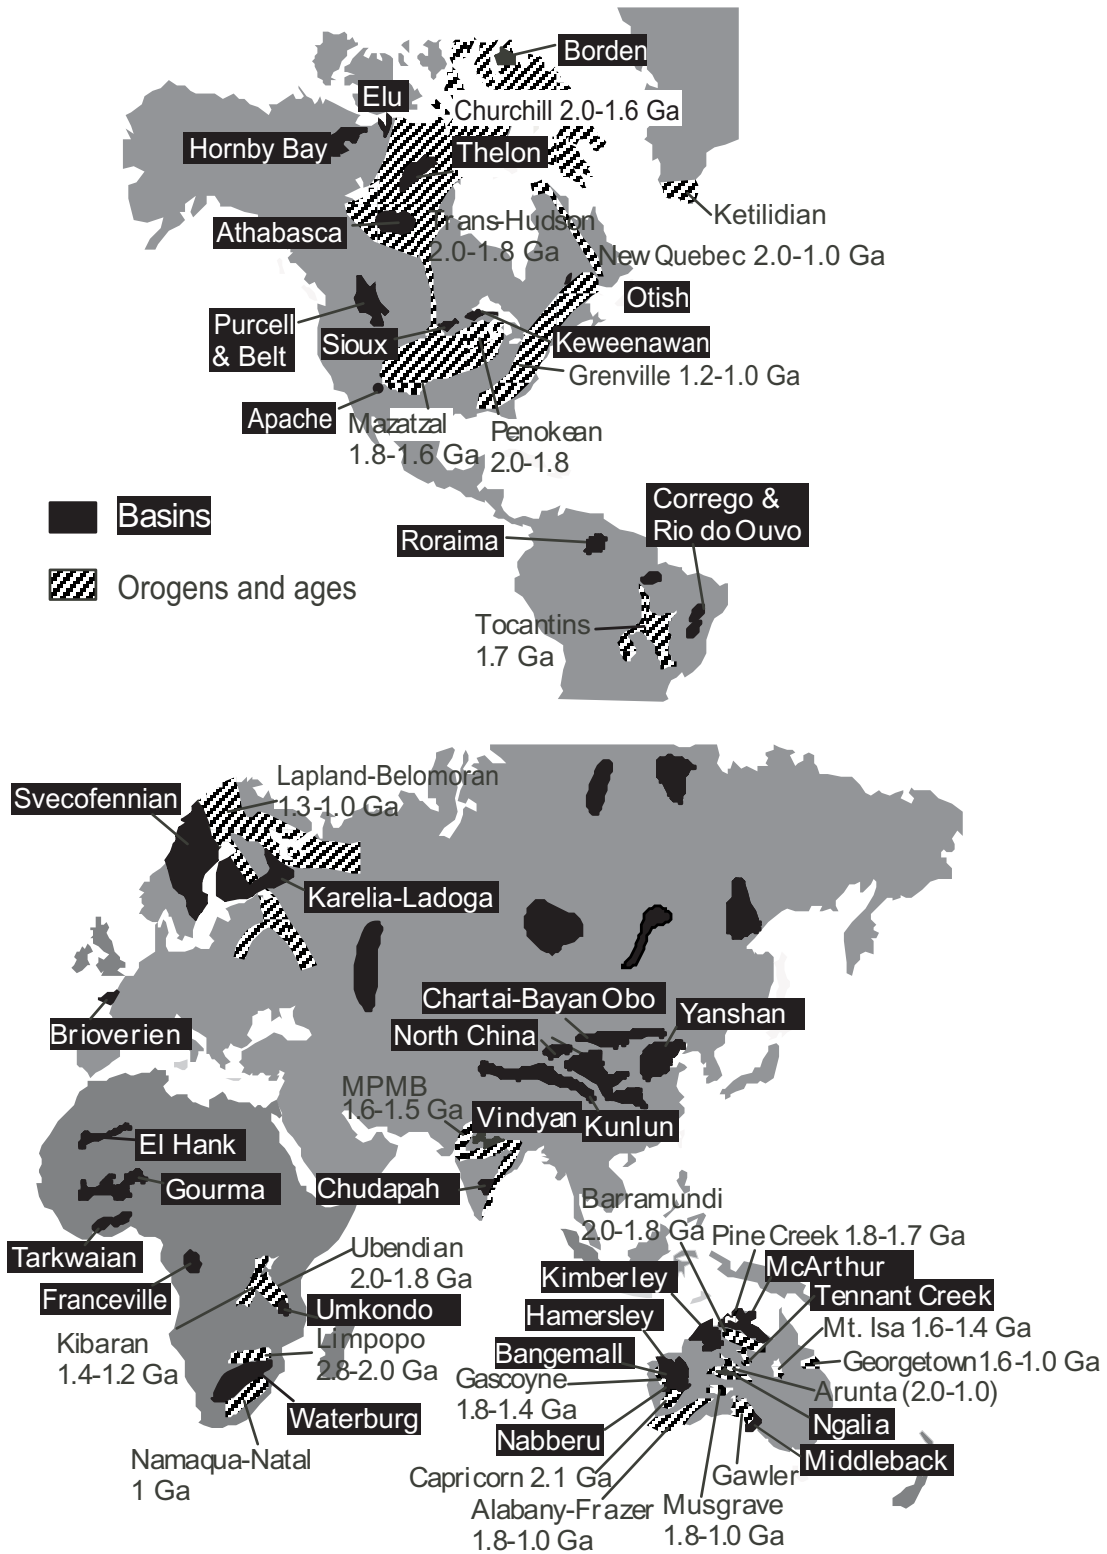 Borden
Elu
Churchill 2.0-1.6 Ga
Hornby Bay
Thelon
Ketilidian
Athabasca
Trans-Hudson
2.0-1.8 Ga
New Quebec 2.0-1.0 Ga
Otish
Purcell
& Belt
Sioux
Keweenawan
Grenville 1.2-1.0 Ga
Apache
Mazatzal
1.8-1.6 Ga
Penokean
2.0-1.8
Basins
Orogens and ages
Corrego &
Rio do Ouvo
Roraima
Tocantins
1.7 Ga
Lapland-Belomoran
1.3-1.0 Ga
Svecofennian
Karelia-Ladoga
Brioverien
Chartai-Bayan Obo
Yanshan
North China
MPMB
1.6-1.5 Ga
Vindyan
Kunlun
El Hank
Gourma
Chudapah
Tarkwaian
Franceville
Ubendian
2.0-1.8 Ga
Umkondo
Kibaran
1.4-1.2 Ga
Limpopo
2.8-2.0 Ga
Waterburg
Namaqua-Natal
1 Ga
Barramundi
2.0-1.8 Ga
Pine Creek 1.8-1.7 Ga
McArthur
Kimberley
Tennant Creek
Hamersley
Mt. Isa 1.6-1.4 Ga
Bangemall
Georgetown 1.6-1.0 Ga
Gascoyne
1.8-1.4 Ga
Arunta (2.0-1.0)
Ngalia
Nabberu
Middleback
Capricorn 2.1 Ga
Gawler
Alabany-Frazer
1.8-1.0 Ga
Musgrave
1.8-1.0 Ga